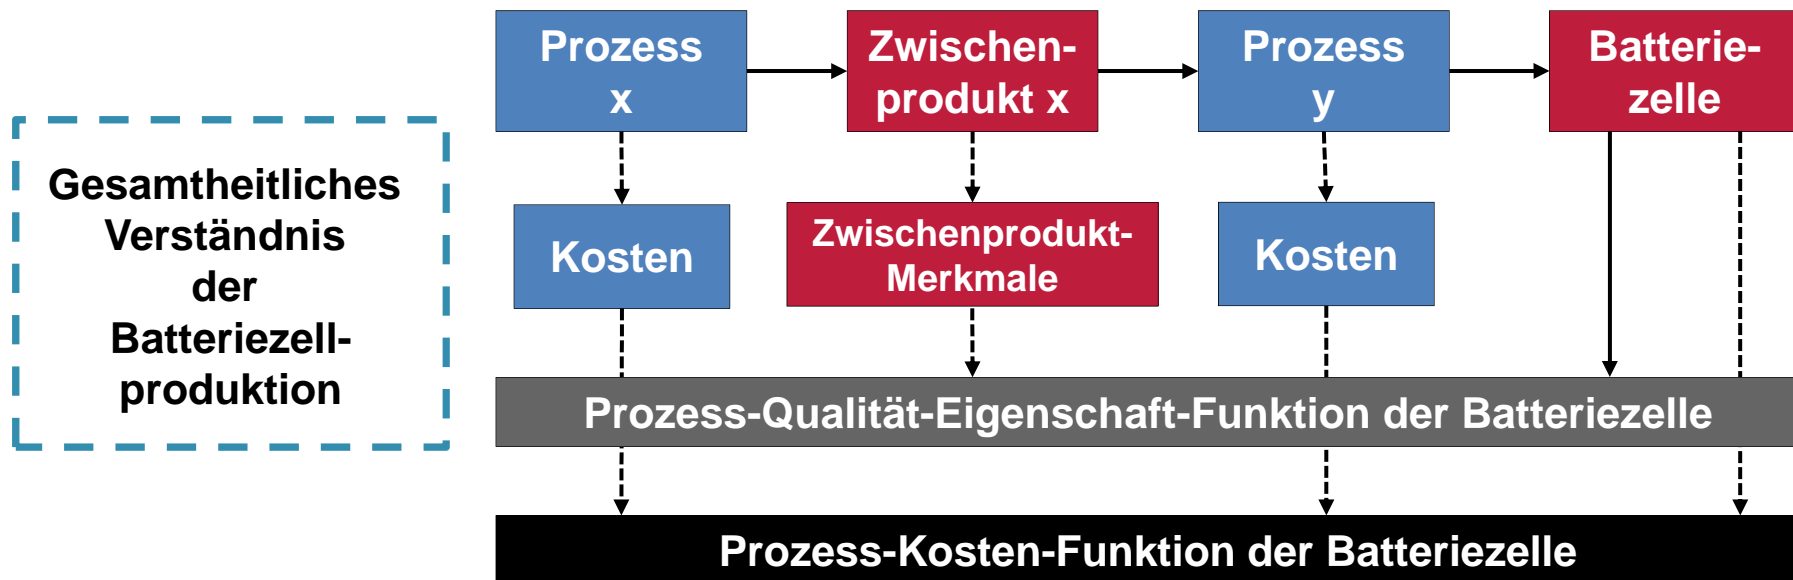 Gesamtheitliches
Verständnis
der
Batteriezell-
produktion
Prozess
x
Zwischen-
produkt x
Prozess
y
Batterie-
zelle
Kosten
Zwischenprodukt-
Merkmale
Kosten
Prozess-Qualität-Eigenschaft-Funktion der Batteriezelle
Prozess-Kosten-Funktion der Batteriezelle